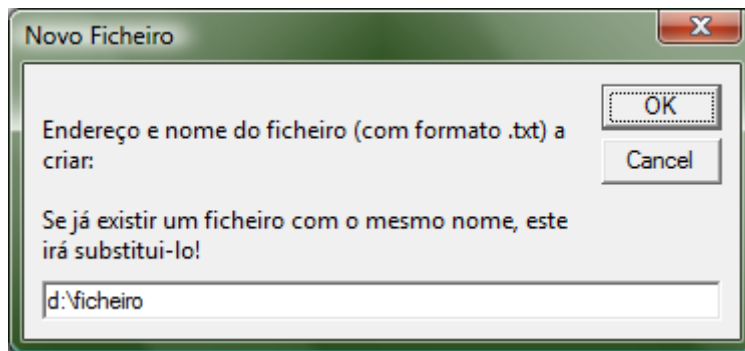 Novo Ficheiro
OK
Endereço e nome do ficheiro (com formato .txt) a
criar:
Cancel
Se já existir um ficheiro com o mesmo nome, este
irá substitui-lo!
d:\ficheiro